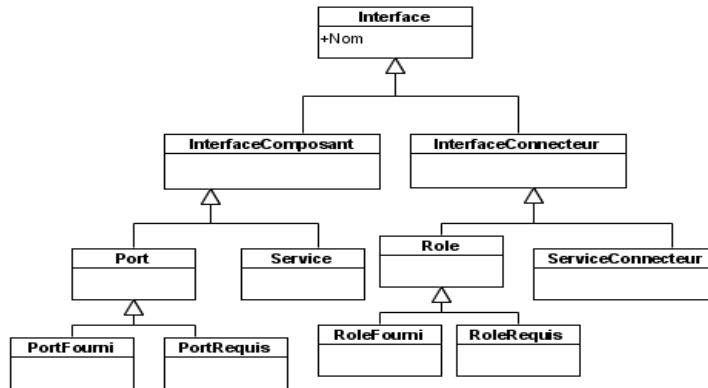 Interface
+Nom
InterfaceComposant
InterfaceConnecteur
Port
Service
Role
ServiceConnecteur
PortFourni
PortRequis
RoleFourni
RoleRequis